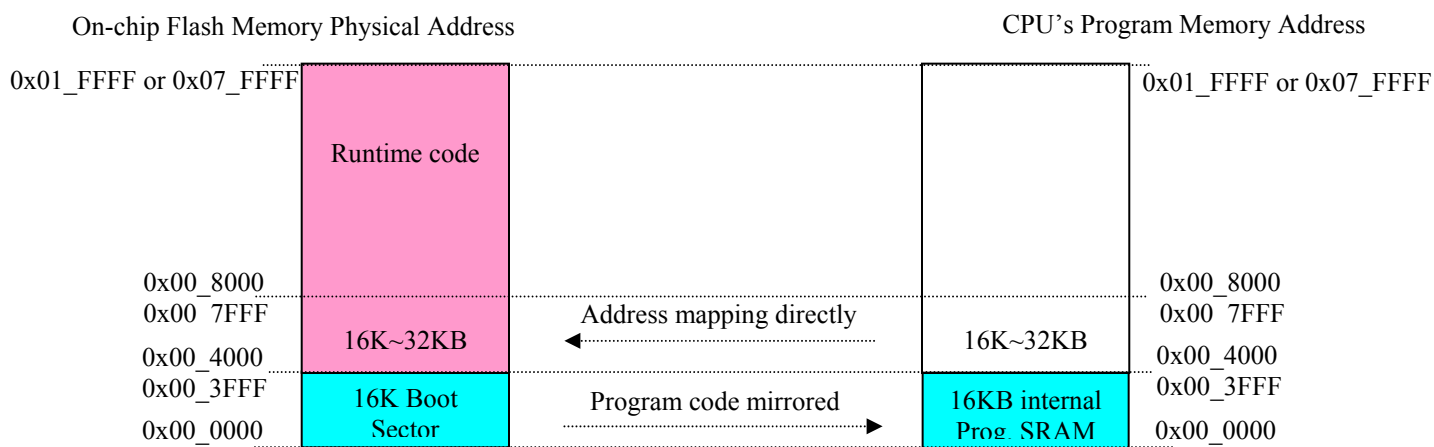 On-chip Flash Memory Physical Address
CPU's Program Memory Address
0x01_FFFF or 0x07_FFFF
0x01_FFFF or 0x07_FFFF
Runtime code
0x00_8000
0x00_8000
0x00_7FFF
Address mapping directly
0x00_7FFF
16K~32KB
16K~32KB
0x00_4000
0x00_4000
0x00_3FFF
0x00_3FFF
16K Boot
Sector
Program code mirrored
16KB internal
Prog. SRAM
0x00_0000
0x00_0000